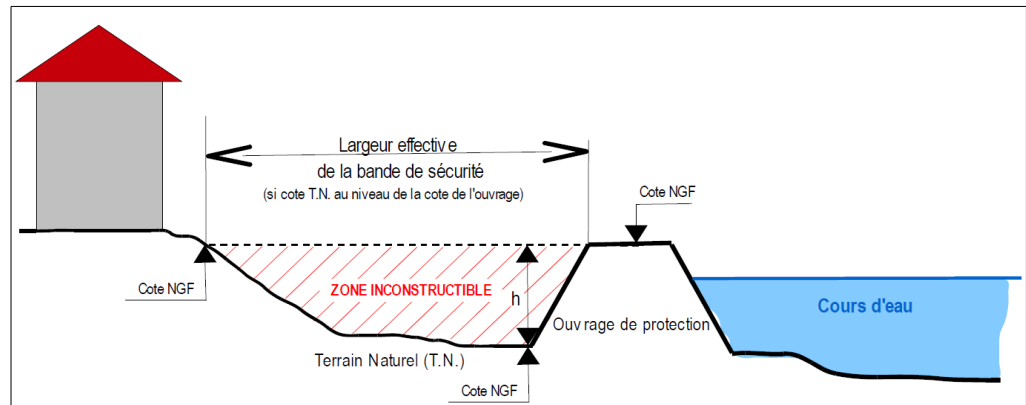 Largeur effective
de la bande de sécurité
(si cote T.N. au niveau de la cote de l'ouvrage)
Cote NGF
Cote NGF
ZONE INCONSTRUCTIBLE
h
Ouvrage de protection
Cours d'eau
Terrain Naturel (T.N.)
Cote NGF